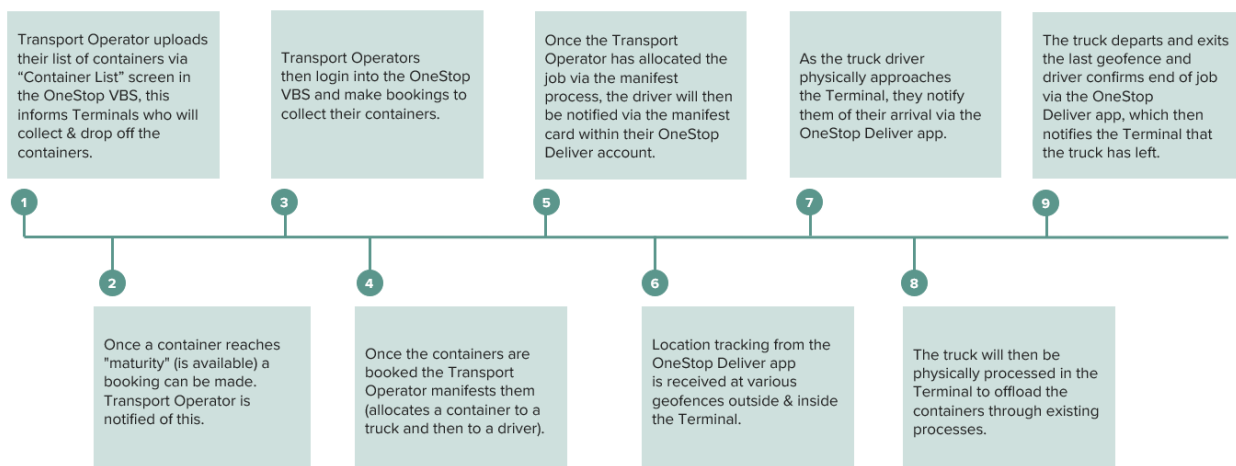 Transport Operator uploads
their list of containers via
“Container List” screen in
the OneStop VBS, this
informs Terminals who will
collect & drop off the
containers.
1
Once a container reaches
"maturity" (is available) a
booking can be made.
Transport Operator is
notified of this.
2
Transport Operators
then login into the OneStop
VBS and make bookings to
collect their containers.
3
Once the containers are
booked the Transport
Operator manifests them
(allocates a container to a
truck and then to a driver).
4
Once the Transport
Operator has allocated the
job via the manifest
process, the driver will then
be notified via the manifest
card within their OneStop
Deliver account.
5
Location tracking from the
OneStop Deliver app
is received at various
geofences outside & inside
the Terminal.
6
As the truck driver
physically approaches
the Terminal, they notify
them of their arrival via the
OneStop Deliver app.
7
The truck will then be
physically processed in the
Terminal to offload the
containers through existing
processes.
8
The truck departs and exits
the last geofence and
driver confirms end of job
via the OneStop
Deliver app, which then
notifies the Terminal that
the truck has left.
9